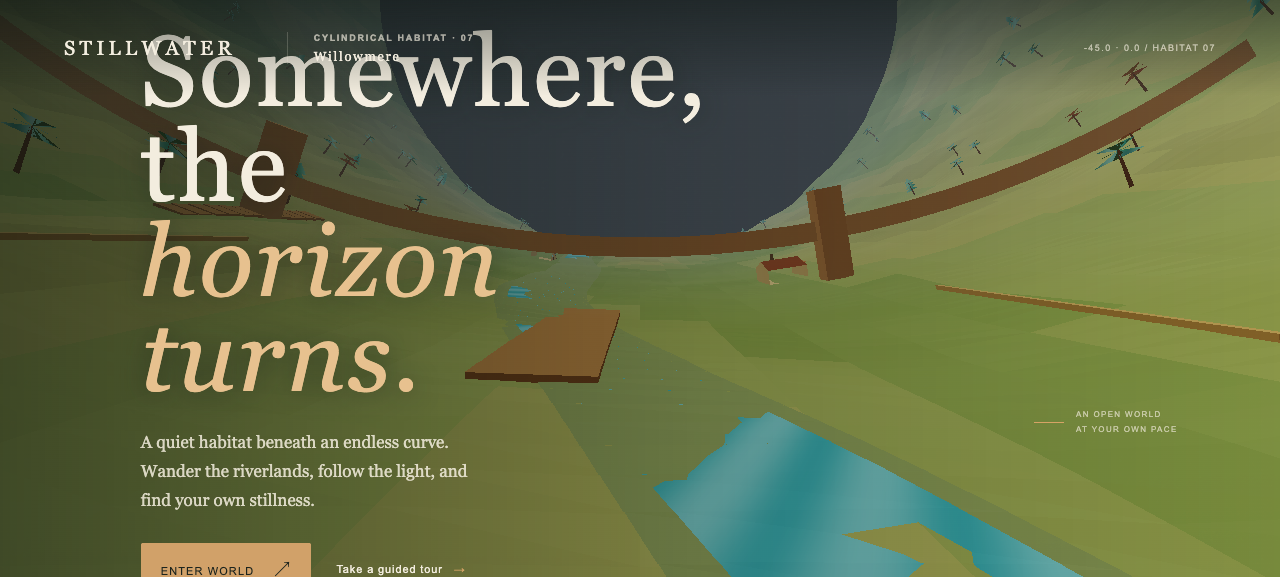 STILLWATER
CYLINDRICAL HABITAT · 07
Willowmere
-45.0 · 0.0 / HABITAT 07
Somewhere,
the
horizon
turns.
A quiet habitat beneath an endless curve.
Wander the riverlands, follow the light, and
find your own stillness.
ENTER WORLD ↗
Take a guided tour →
AN OPEN WORLD
AT YOUR OWN PACE